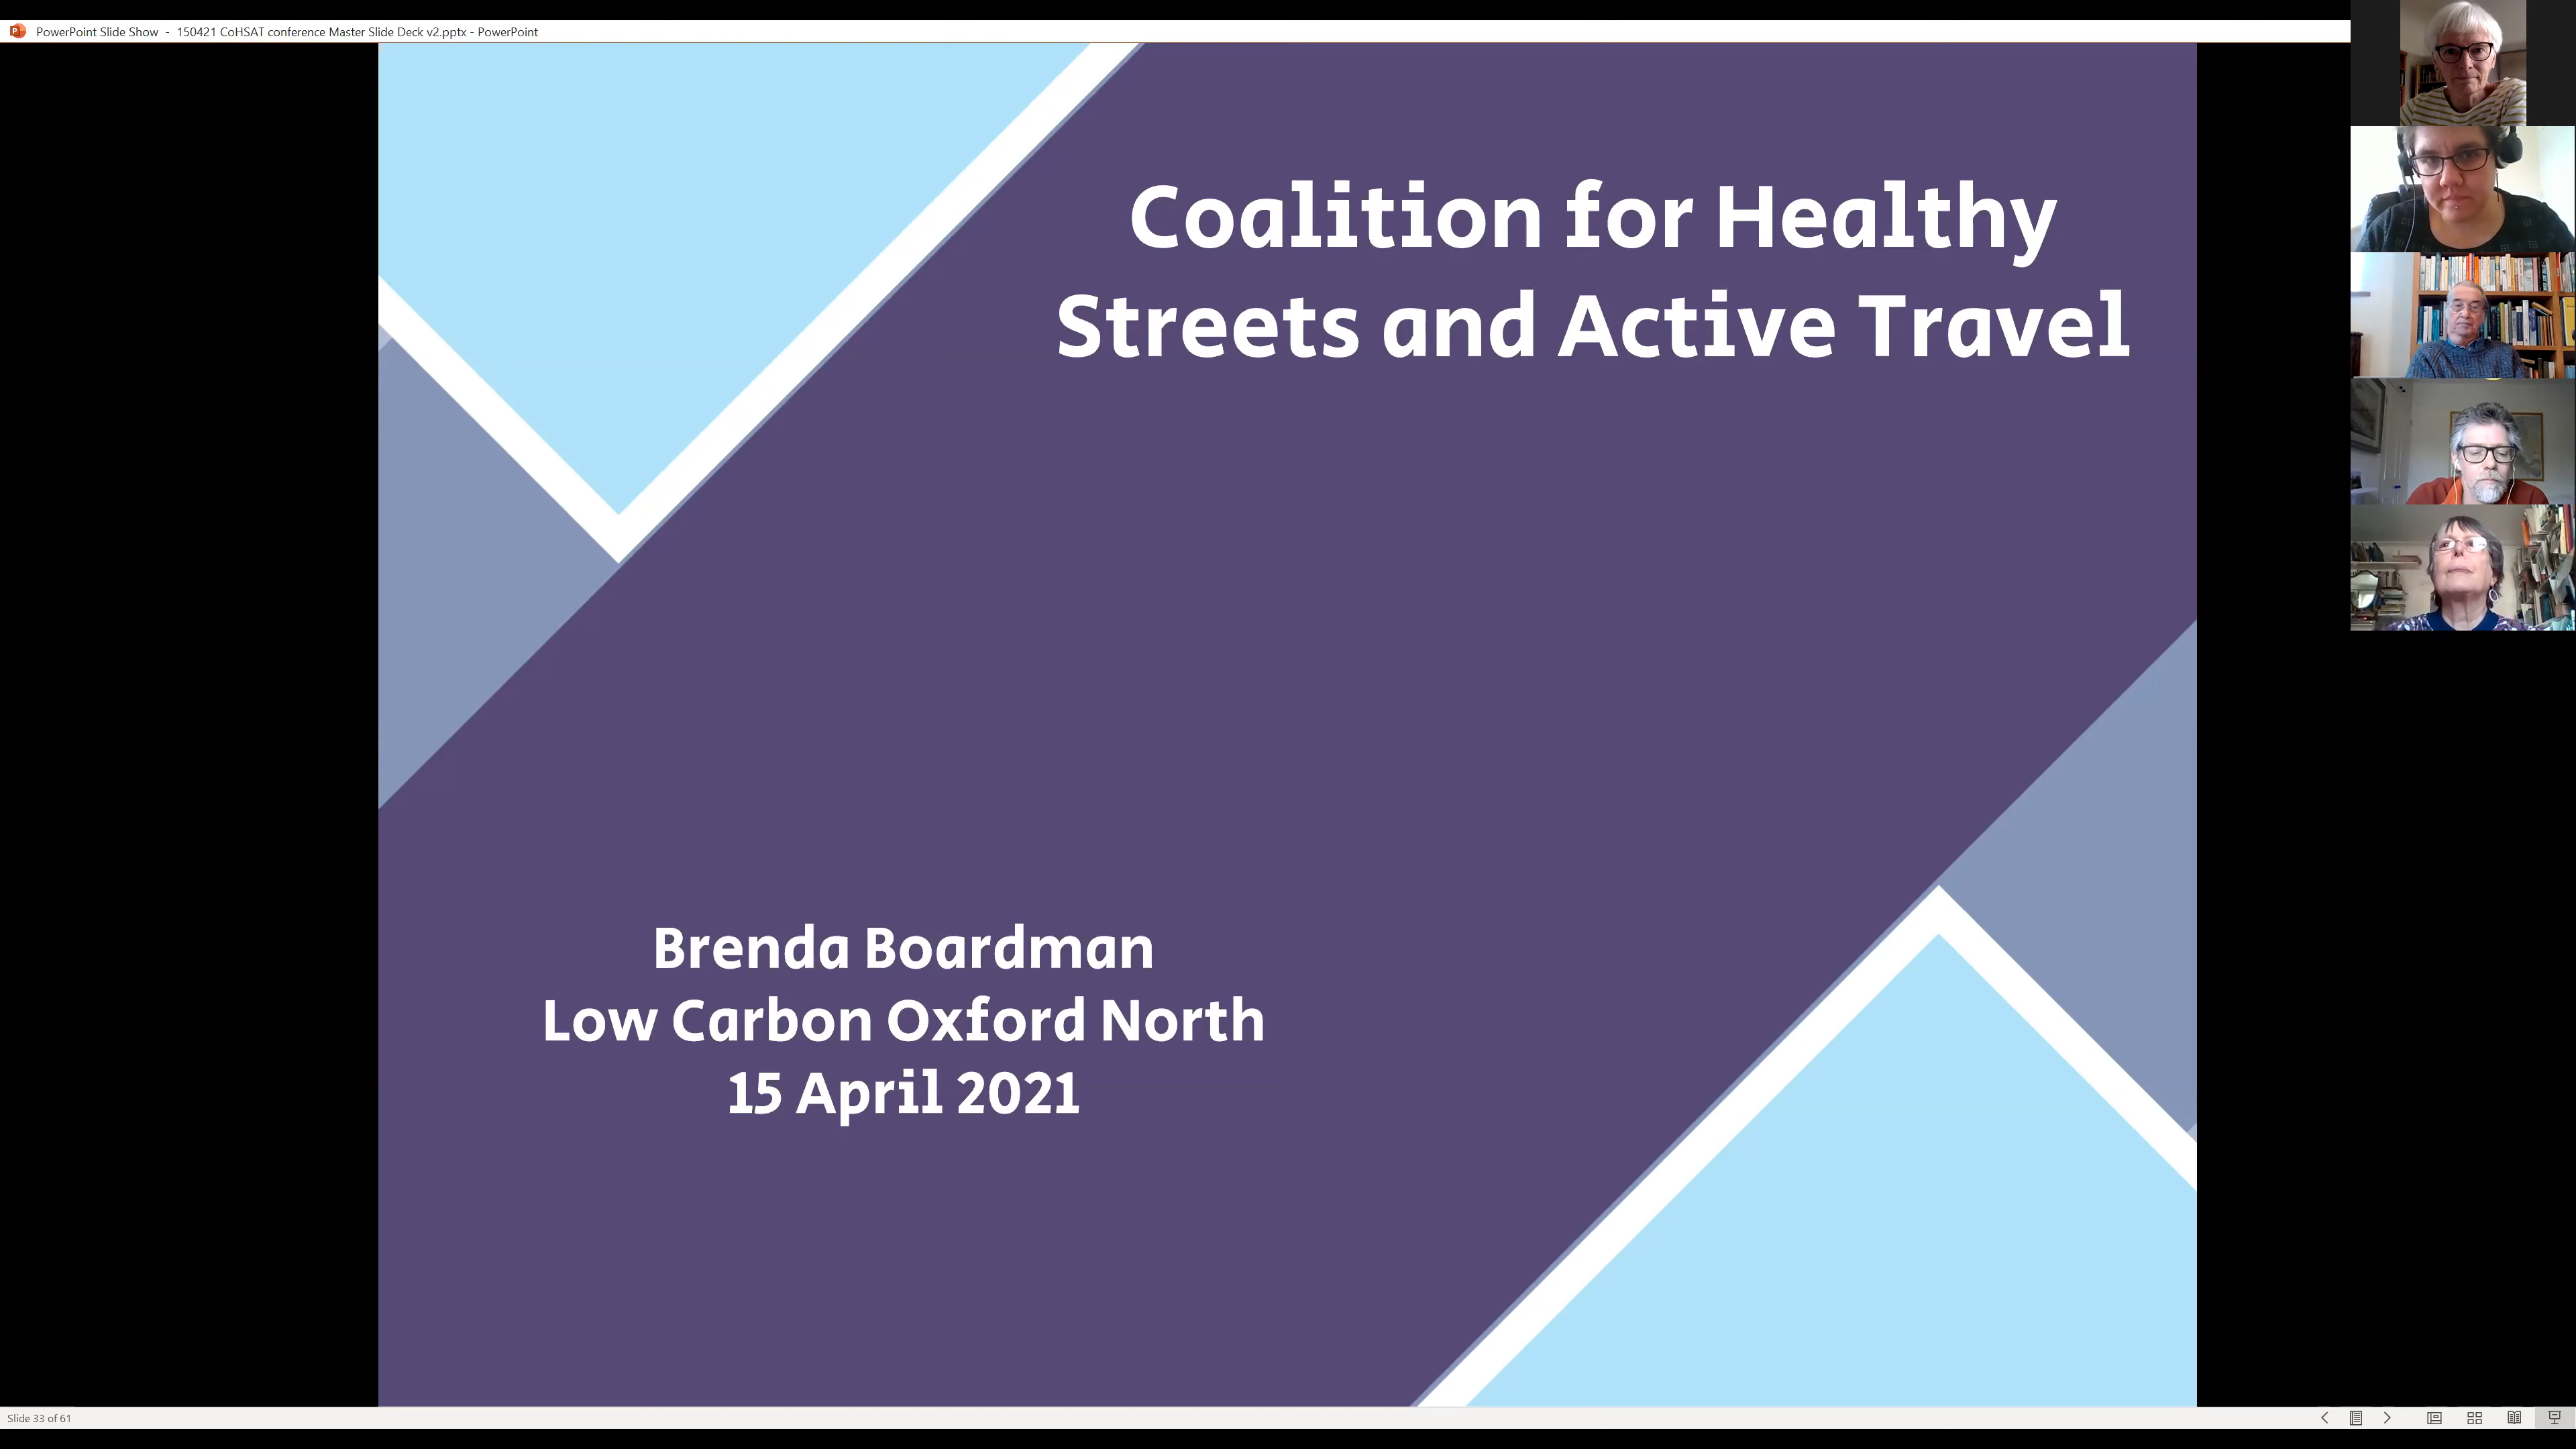 PowerPoint Slide Show - 150421 CoHSAT conference Master Slide Deck v2.pptx - PowerPoint
Coalition for Healthy
Streets and Active Travel
Brenda Boardman
Low Carbon Oxford North
15 April 2021
Slide 33 of 61